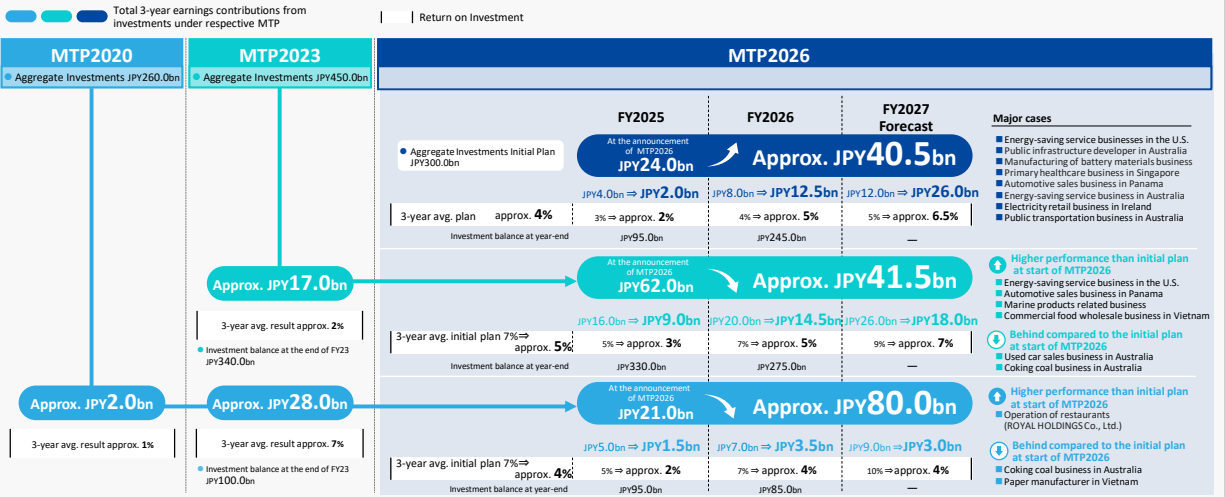 Total 3-year earnings contributions from
investments under respective MTP
Return on Investment
MTP2020
Aggregate Investments JPY260.0bn
MTP2023
Aggregate Investments JPY450.0bn
MTP2026
FY2025
FY2026
FY2027
Forecast
Major cases
Aggregate Investments Initial Plan
JPY300.0bn
At the announcement
of MTP2026
JPY24.0bn
Approx. JPY40.5bn
JPY4.0bn ⇒ JPY2.0bn
JPY8.0bn ⇒ JPY12.5bn
JPY12.0bn ⇒ JPY26.0bn
3-year avg. plan approx. 4%
3% ⇒ approx. 2%
4% ⇒ approx. 5%
5% ⇒ approx. 6.5%
Investment balance at year-end
JPY95.0bn
JPY245.0bn
—
Energy-saving service businesses in the U.S.
Public infrastructure developer in Australia
Manufacturing of battery materials business
Primary healthcare business in Singapore
Automotive sales business in Panama
Energy-saving service business in Australia
Electricity retail business in Ireland
Public transportation business in Australia
Approx. JPY17.0bn
3-year avg. result approx. 2%
Investment balance at the end of FY23
JPY340.0bn
At the announcement
of MTP2026
JPY62.0bn
Approx. JPY41.5bn
JPY16.0bn ⇒ JPY9.0bn
JPY20.0bn ⇒ JPY14.5bn
JPY26.0bn ⇒ JPY18.0bn
3-year avg. initial plan 7%⇒
approx. 5%
5% ⇒ approx. 3%
7% ⇒ approx. 5%
9% ⇒ approx. 7%
Investment balance at year-end
JPY330.0bn
JPY275.0bn
—
Higher performance than initial plan
at start of MTP2026
Energy-saving service business in the U.S.
Automotive sales business in Panama
Marine products related business
Commercial food wholesale business in Vietnam
Behind compared to the initial plan
at start of MTP2026
Used car sales business in Australia
Coking coal business in Australia
Approx. JPY2.0bn
3-year avg. result approx. 1%
Approx. JPY28.0bn
3-year avg. result approx. 7%
Investment balance at the end of FY23
JPY100.0bn
At the announcement
of MTP2026
JPY21.0bn
Approx. JPY80.0bn
JPY5.0bn ⇒ JPY1.5bn
JPY7.0bn ⇒ JPY3.5bn
JPY9.0bn⇒ JPY3.0bn
3-year avg. initial plan 7%⇒
approx. 4%
5% ⇒ approx. 2%
7% ⇒ approx. 4%
10% ⇒approx. 4%
Investment balance at year-end
JPY95.0bn
JPY85.0bn
—
Higher performance than initial plan
at start of MTP2026
Operation of restaurants
(ROYAL HOLDINGS Co., Ltd.)
Behind compared to the initial plan
at start of MTP2026
Coking coal business in Australia
Paper manufacturer in Vietnam